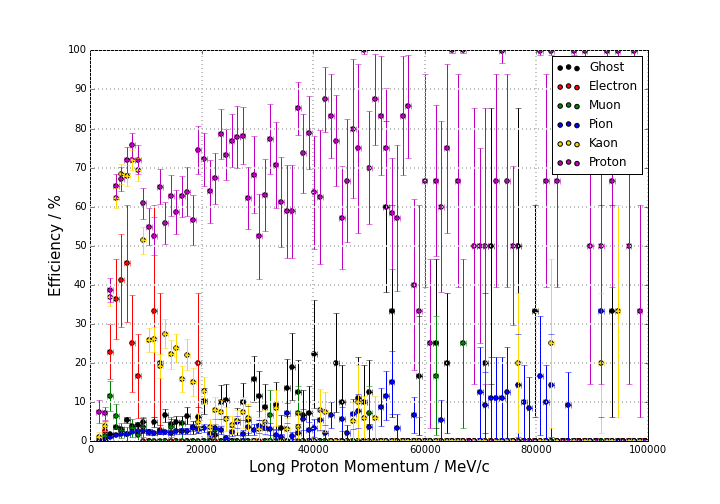 100
90
80
70
60
50
40
30
20
10
0
Efficiency / %
Ghost
Electron
Muon
Pion
Kaon
Proton
0 20000 40000 60000 80000 100000
Long Proton Momentum / MeV/c